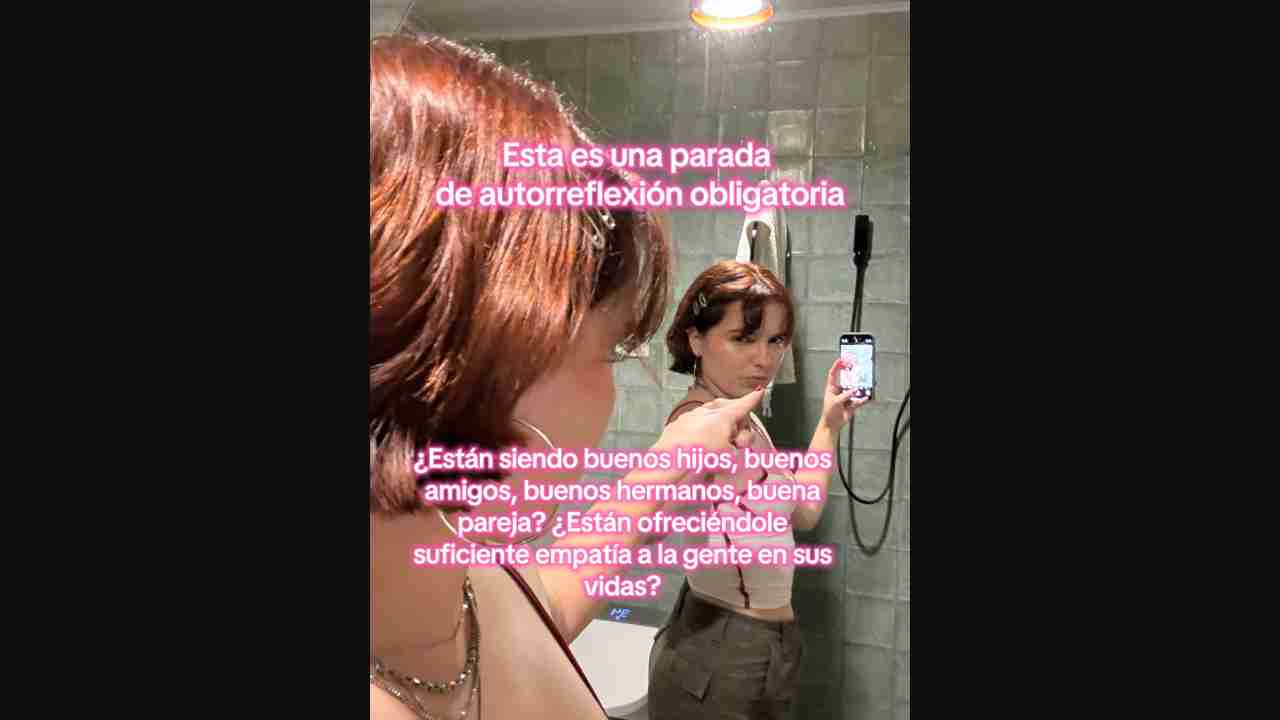 Esta es una parada
de autorreflexión obligatoria
¿Están siendo buenos hijos, buenos
amigos, buenos hermanos, buena
pareja? ¿Están ofreciéndole
suficiente empatía a la gente en sus
vidas?